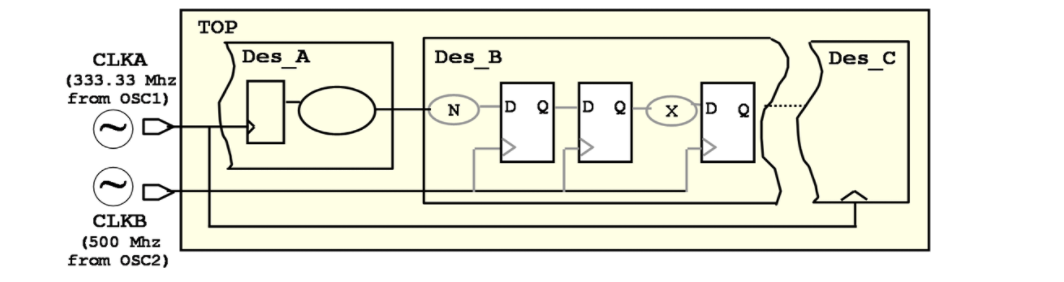 TOP
CLKA
(333.33 Mhz
from OSC1)
Des_A
Des_B
Des_C
N
D Q
D Q
X
D Q
~
~
CLKB
(500 Mhz
from OSC2)